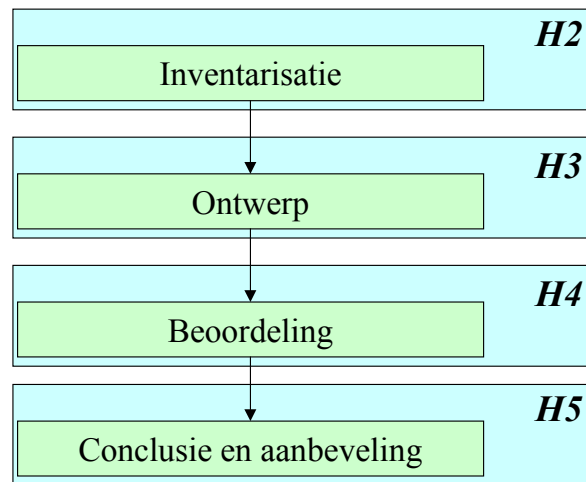 H2
Inventarisatie
H3
Ontwerp
H4
Beoordeling
H5
Conclusie en aanbeveling